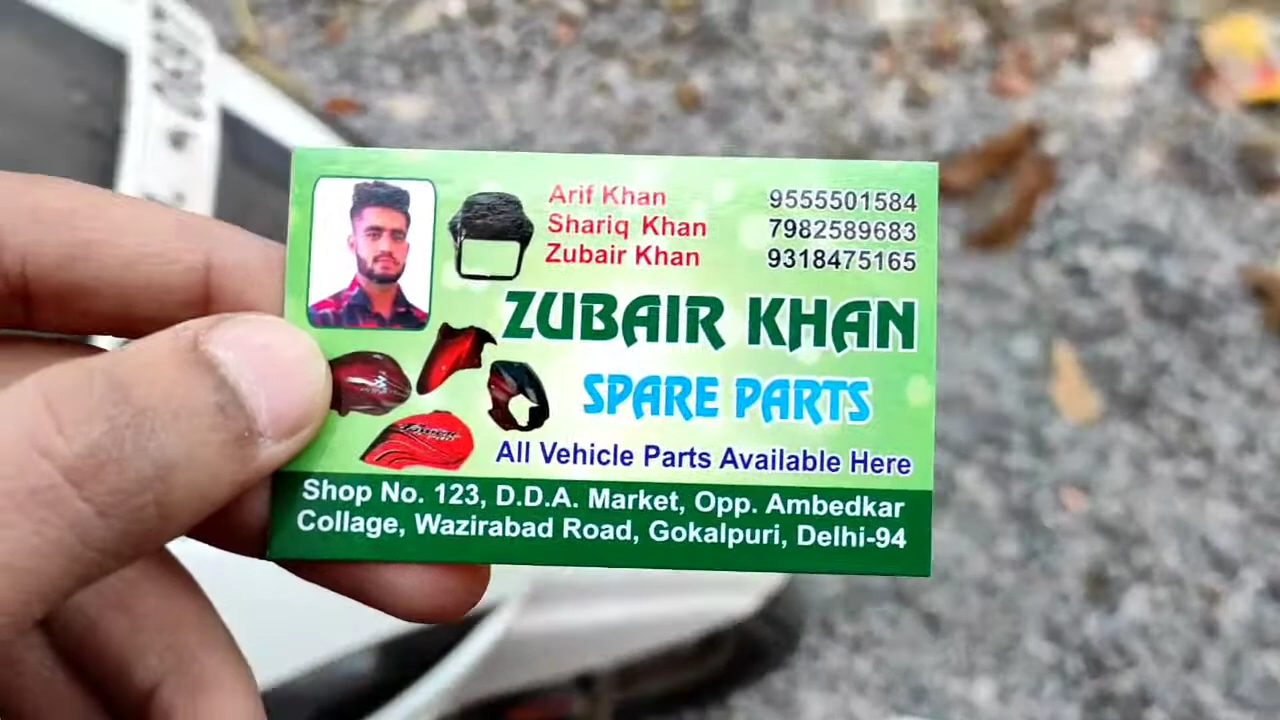 Arif Khan 9555501584
Shariq Khan 7982589683
Zubair Khan 9318475165
ZUBAIR KHAN
SPARE PARTS
All Vehicle Parts Available Here
Shop No. 123, D.D.A. Market, Opp. Ambedkar
Collage, Wazirabad Road, Gokalpuri, Delhi-94